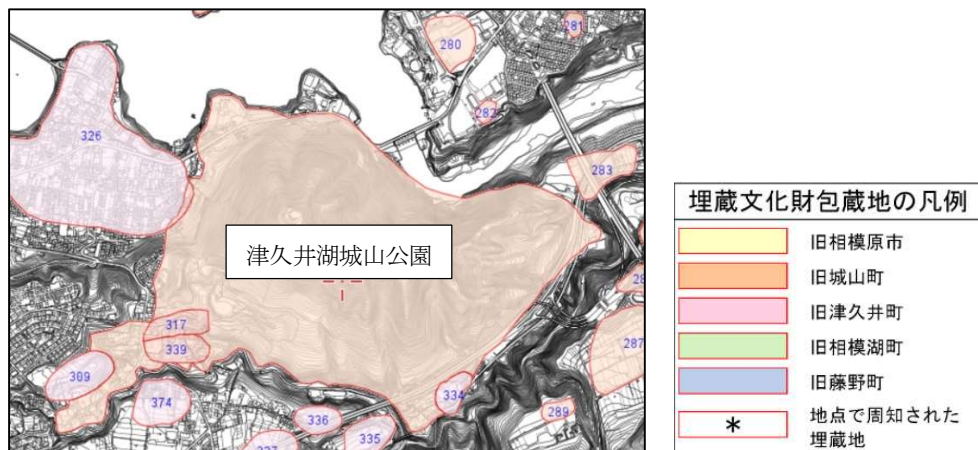 280
281
282
326
283
津久井湖城山公園
317
339
309
287
374
334
336
289
335
埋蔵文化財包蔵地の凡例
旧相模原市
旧城山町
旧津久井町
旧相模湖町
旧藤野町
*
地点で周知された
埋蔵地